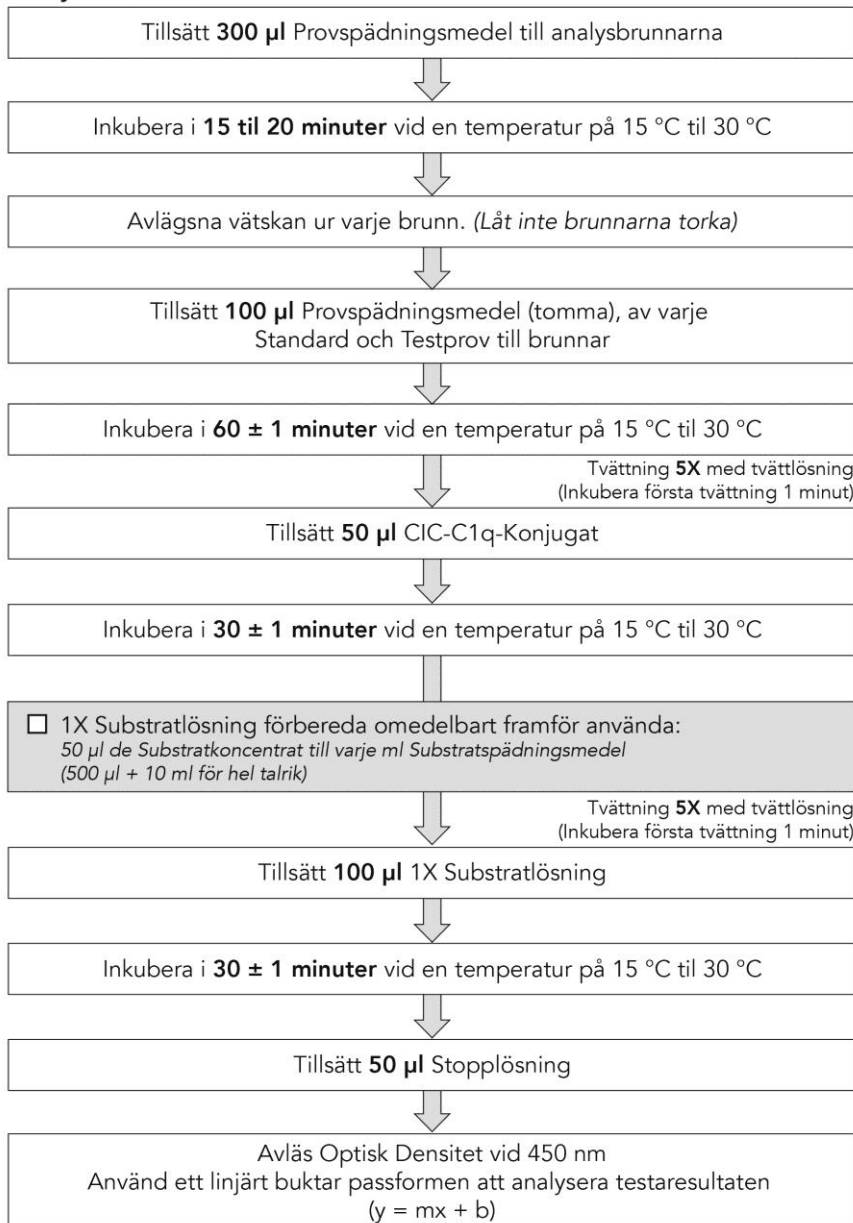 Tillsätt 300 µl Provspädningsmedel till analysbrunnarna
Inkubera i 15 til 20 minuter vid en temperatur på 15 °C til 30 °C
Avlägsna vätskan ur varje brunn. (Låt inte brunnarna torka)
Tillsätt 100 µl Provspädningsmedel (tomma), av varje
Standard och Testprov till brunnar
Inkubera i 60 ± 1 minuter vid en temperatur på 15 °C til 30 °C
Tvättning 5X med tvättlösning
(Inkubera första tvättning 1 minut)
Tillsätt 50 µl CIC-C1q-Konjugat
Inkubera i 30 ± 1 minuter vid en temperatur på 15 °C til 30 °C
1X Substratlösning förbereda omedelbart framför använda:
50 µl de Substratkoncentrat till varje ml Substratspädningsmedel
(500 µl + 10 ml för hel talrik)
Tvättning 5X med tvättlösning
(Inkubera första tvättning 1 minut)
Tillsätt 100 µl 1X Substratlösning
Inkubera i 30 ± 1 minuter vid en temperatur på 15 °C til 30 °C
Tillsätt 50 µl Stopplösning
Avläs Optisk Densitet vid 450 nm
Använd ett linjärt buktar passformen att analysera testaresultaten
(y = mx + b)